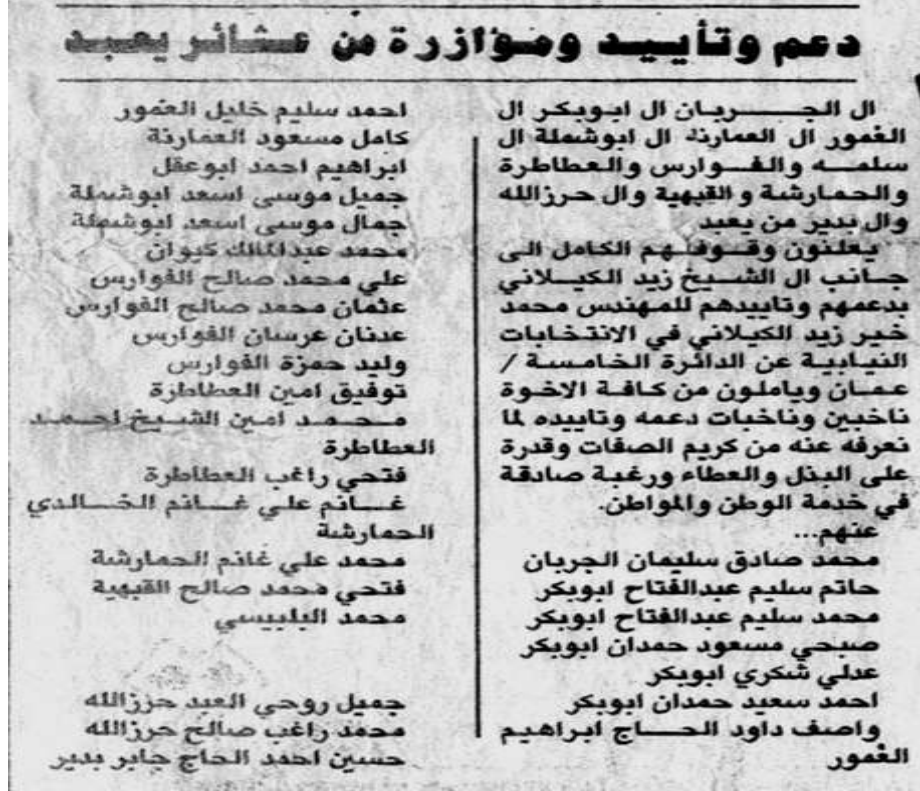 دعم وتأييد ومؤازرة من عشائر يعبد
ال الجريان ال ابوبكر ال
الغمور ال العمارنه ال ابوشملة ال
سلمه والفوارس والعطاطرة
والحمارشة و القبهية وال حرزالله
وال بدير من يعبد
يعلنون وقوفهم الكامل الى
جانب ال الشيخ زيد الكيلاني
بدعمهم وتاييدهم للمهندس محمد
خير زيد الكيلاني في الانتخابات
النيابية عن الدائرة الخامسة /
عمان وياملون من كافة الاخوة
ناخبين وناخبات دعمه وتاييده لما
نعرفه عنه من كريم الصفات وقدرة
على البذل والعطاء ورغبة صادقة
في خدمة الوطن والمواطن.
عنهم...
محمد صادق سليمان الجريان
حاتم سليم عبدالفتاح ابوبكر
محمد سليم عبدالفتاح ابوبكر
صبحي مسعود حمدان ابوبكر
عدلي شكري ابوبكر
احمد سعيد حمدان ابوبكر
واصف داود الحاج ابراهيم
الغمور
احمد سليم خليل الغمور
كامل مسعود العمارنة
ابراهيم احمد ابوعقل
جميل موسى اسعد ابوشملة
جمال موسى اسعد ابوشملة
محمد عبدالمالك كيوان
علي محمد صالح الفوارس
عثمان محمد صالح الفوارس
عدنان عرسان الفوارس
وليد حمزة الفوارس
توفيق امين العطاطرة
محمد امين الشيخ احمد
العطاطرة
فتحي راغب العطاطرة
غانم علي غانم الخالدي
الحمارشة
محمد علي غانم الحمارشة
فتحي محمد صالح القبهية
محمد البلبيسي
جميل روحي العبد حرزالله
محمد راغب صالح حرزالله
حسين احمد الحاج جابر بدير